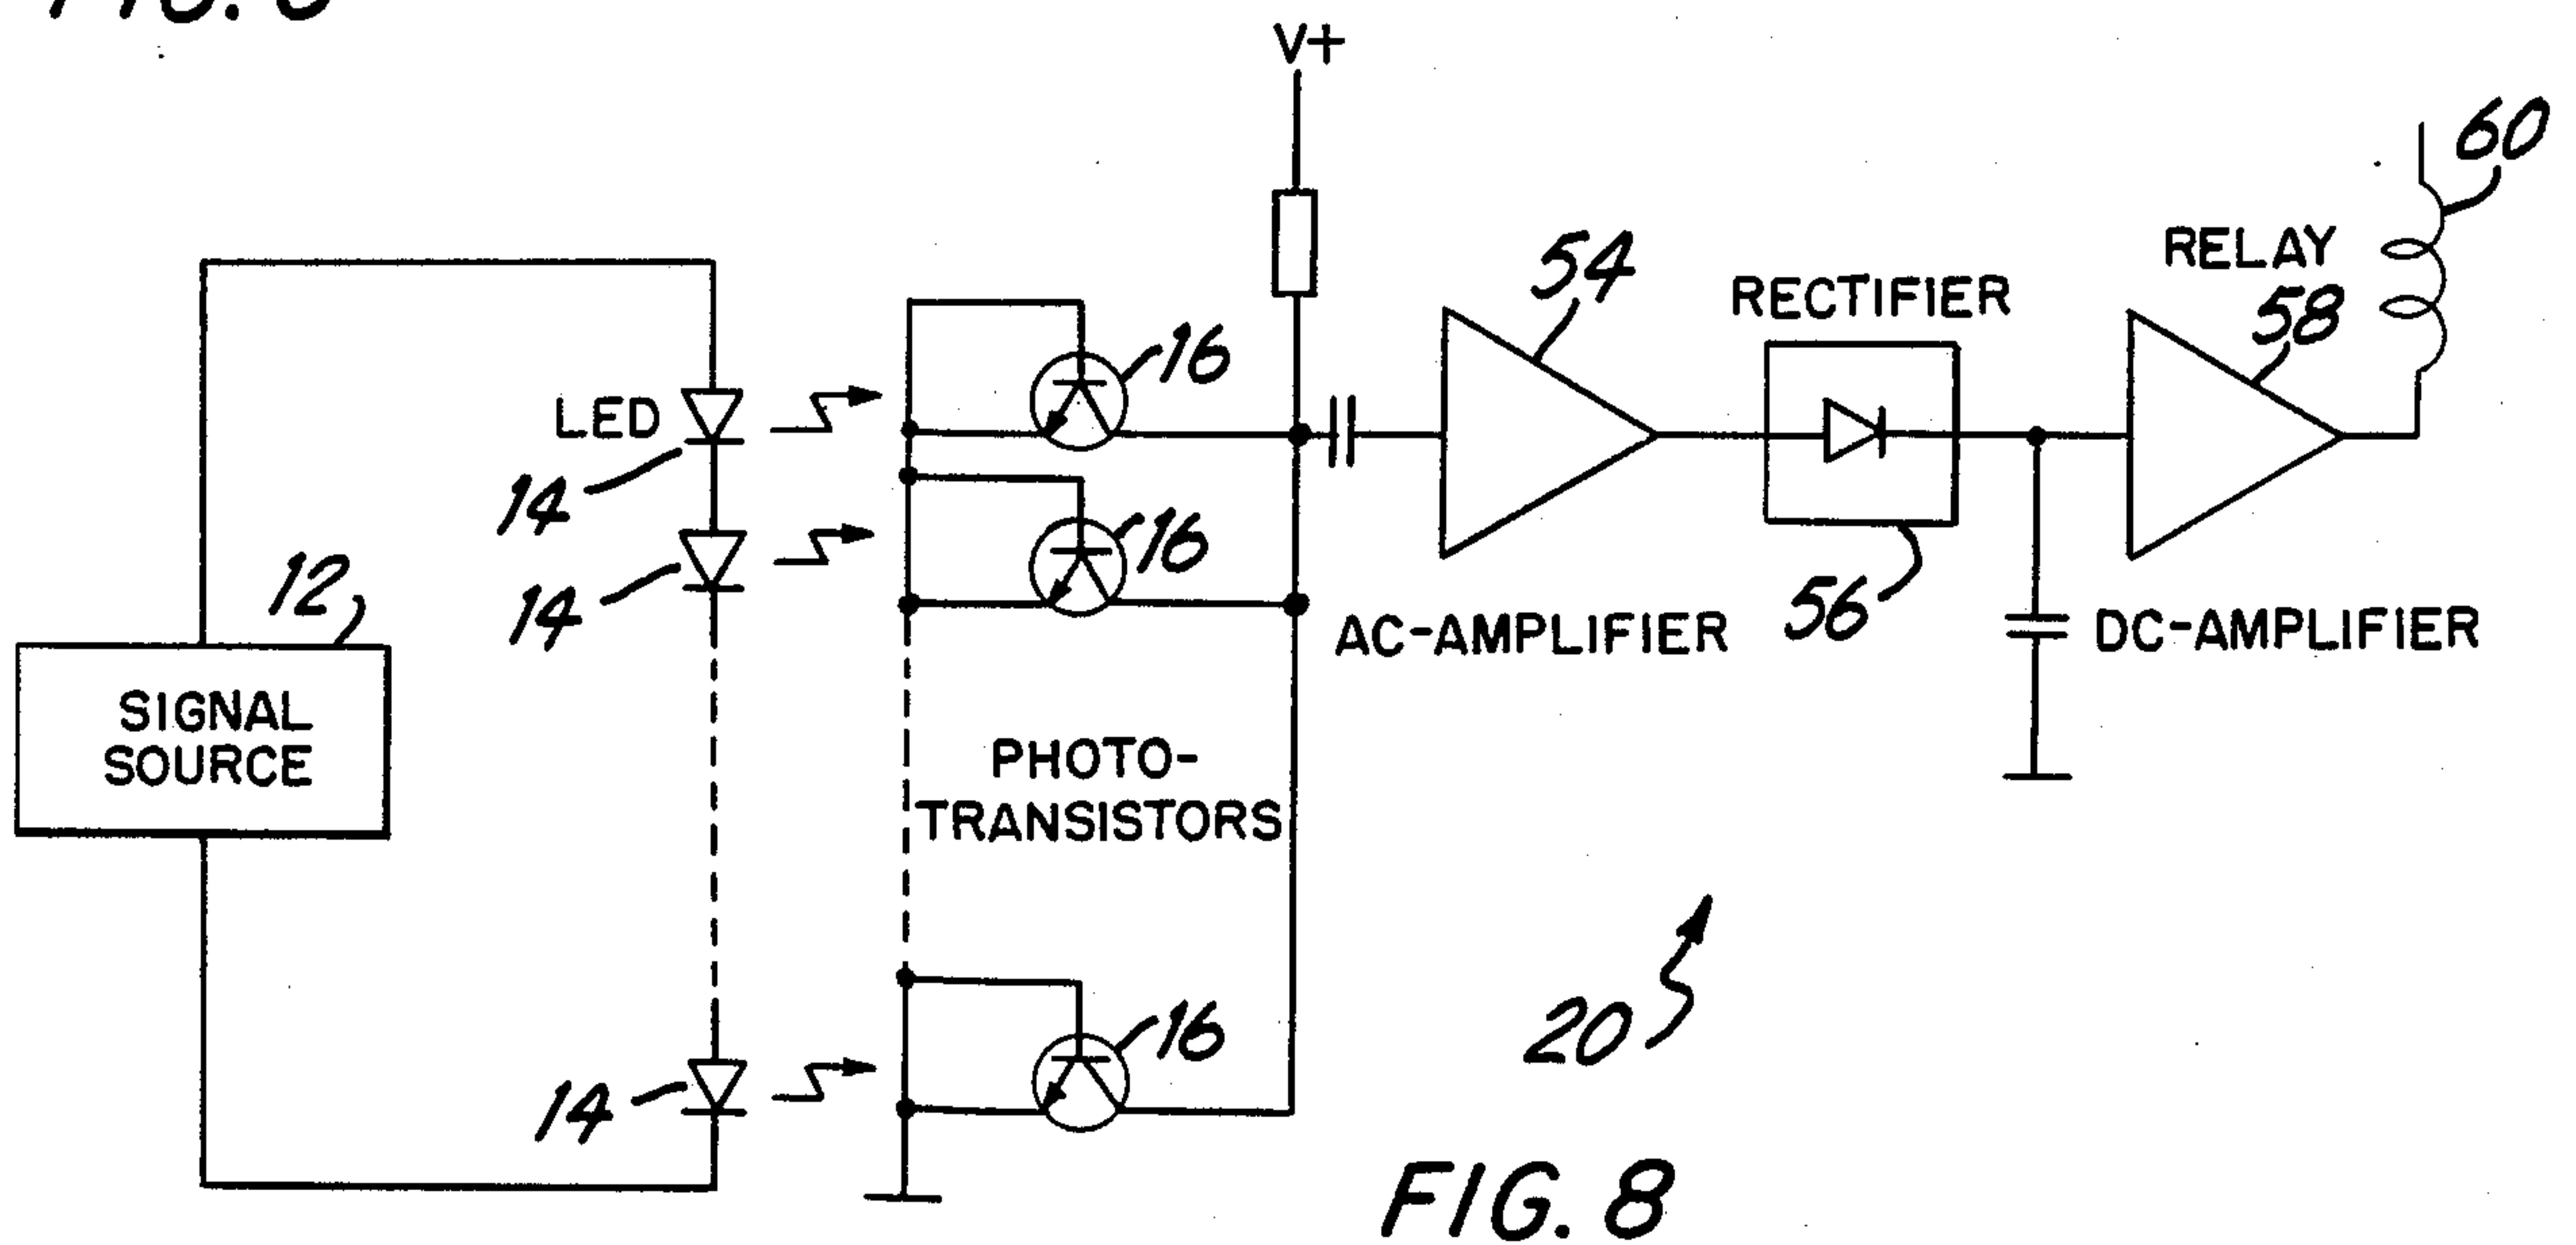 V+
60
RELAY
54
RECTIFIER
58
16
LED
14
16
12
14
56
AC-AMPLIFIER
DC-AMPLIFIER
SIGNAL
SOURCE
PHOTO-
TRANSISTORS
14
16
20
FIG. 8